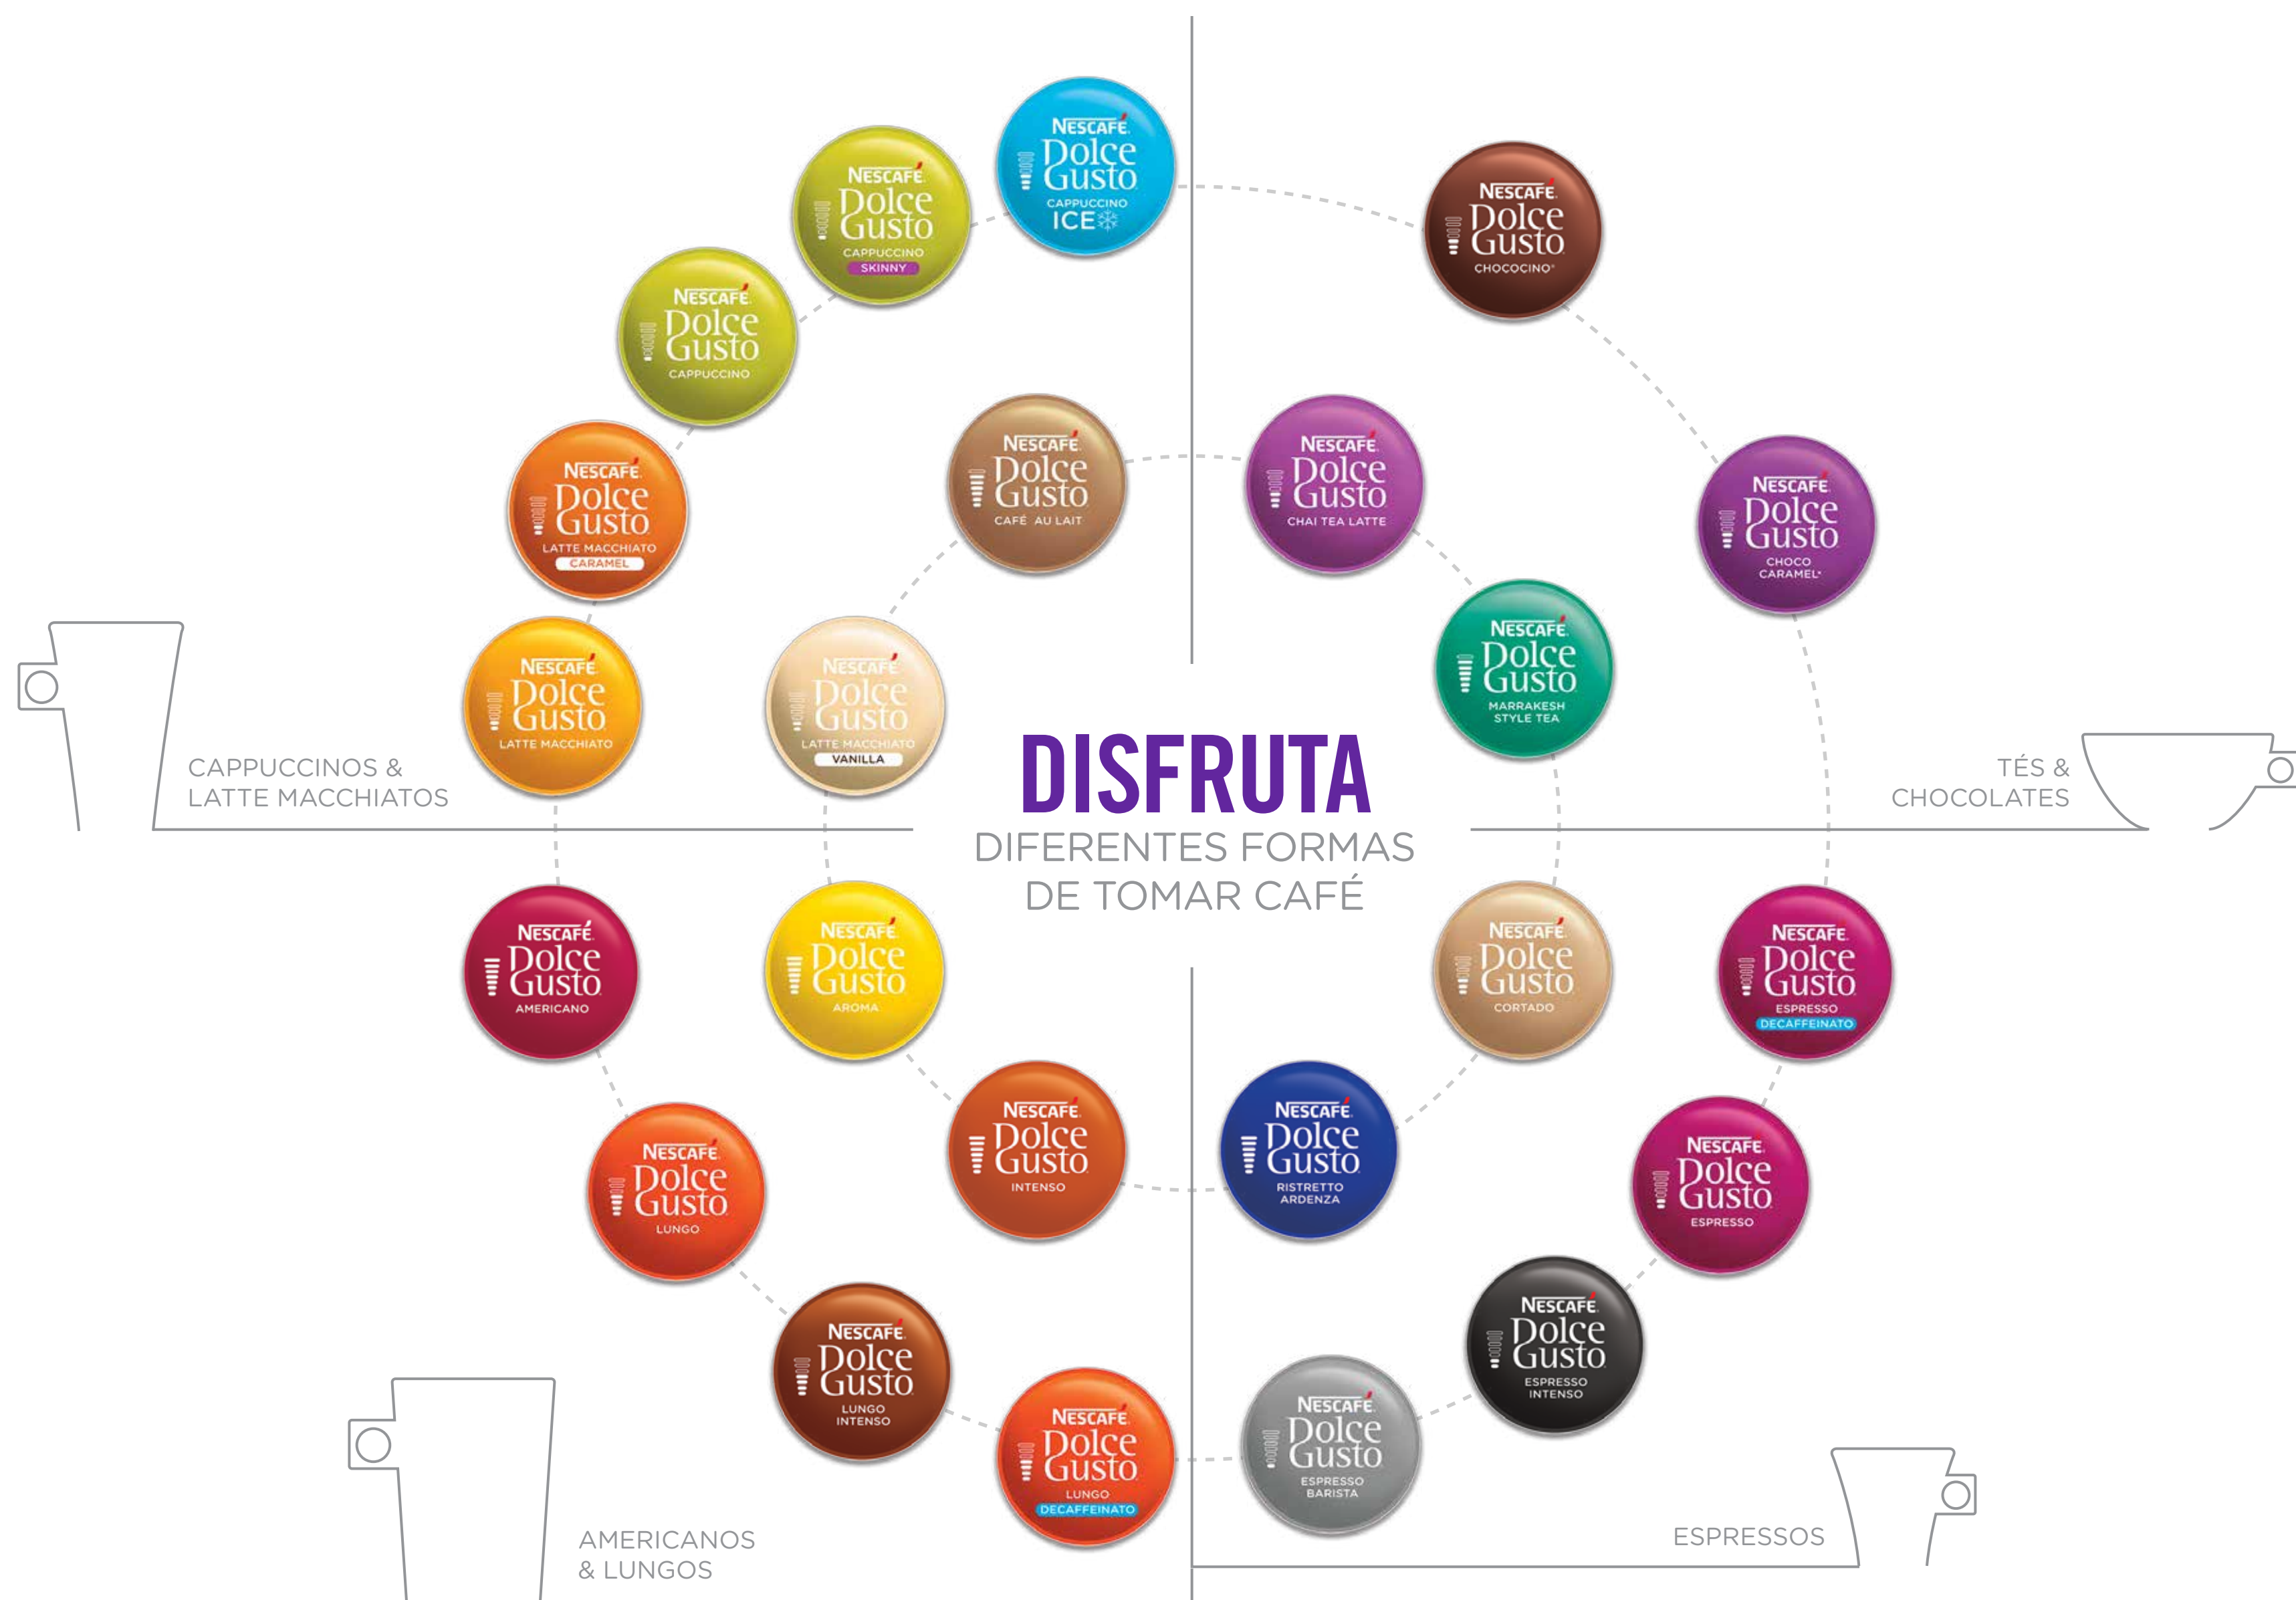 NESCAFÉ.
Dolce
Gusto
CAPPUCCINO
ICE
NESCAFÉ.
Dolce
Gusto
CAPPUCCINO
SKINNY
NESCAFÉ.
Dolce
Gusto
CAPPUCCINO
NESCAFÉ.
Dolce
Gusto
LATTE MACCHIATO
CARAMEL
NESCAFÉ.
Dolce
Gusto
LATTE MACCHIATO
NESCAFÉ.
Dolce
Gusto
CAFÉ AU LAIT
NESCAFÉ.
Dolce
Gusto
LATTE MACCHIATO
VANILLA
CAPPUCCINOS &
LATTE MACCHIATOS
NESCAFÉ.
Dolce
Gusto
CHOCOCINO®
NESCAFÉ.
Dolce
Gusto
CHOCO
CARAMEL*
NESCAFÉ.
Dolce
Gusto
CHAI TEA LATTE
NESCAFÉ.
Dolce
Gusto
MARRAKESH
STYLE TEA
TÉS &
CHOCOLATES
DISFRUTA
DIFERENTES FORMAS
DE TOMAR CAFÉ
NESCAFÉ.
Dolce
Gusto
AMERICANO
NESCAFÉ.
Dolce
Gusto
AROMA
NESCAFÉ.
Dolce
Gusto
INTENSO
NESCAFÉ.
Dolce
Gusto
LUNGO
NESCAFÉ.
Dolce
Gusto
LUNGO
INTENSO
NESCAFÉ.
Dolce
Gusto
LUNGO
DECAFFEINATO
AMERICANOS
& LUNGOS
NESCAFÉ.
Dolce
Gusto
CORTADO
NESCAFÉ.
Dolce
Gusto
ESPRESSO
DECAFFEINATO
NESCAFÉ.
Dolce
Gusto
RISTRETTO
ARDENZA
NESCAFÉ.
Dolce
Gusto
ESPRESSO
NESCAFÉ.
Dolce
Gusto
ESPRESSO
INTENSO
NESCAFÉ.
Dolce
Gusto
ESPRESSO
BARISTA
ESPRESSOS